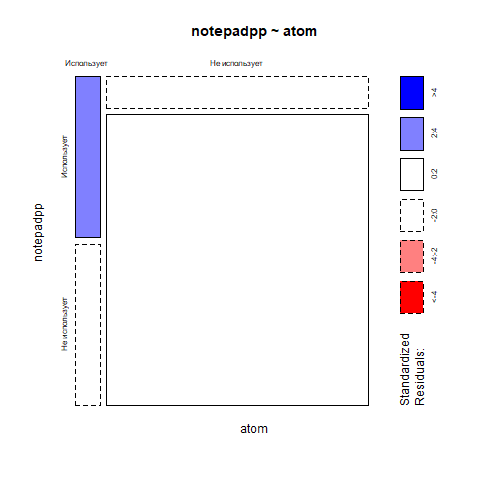 notepadpp ~ atom
Использует
Не использует
Использует
Не использует
notepadpp
atom
>4
2:4
0:2
-2:0
-4:-2
<-4
Standardized
Residuals: